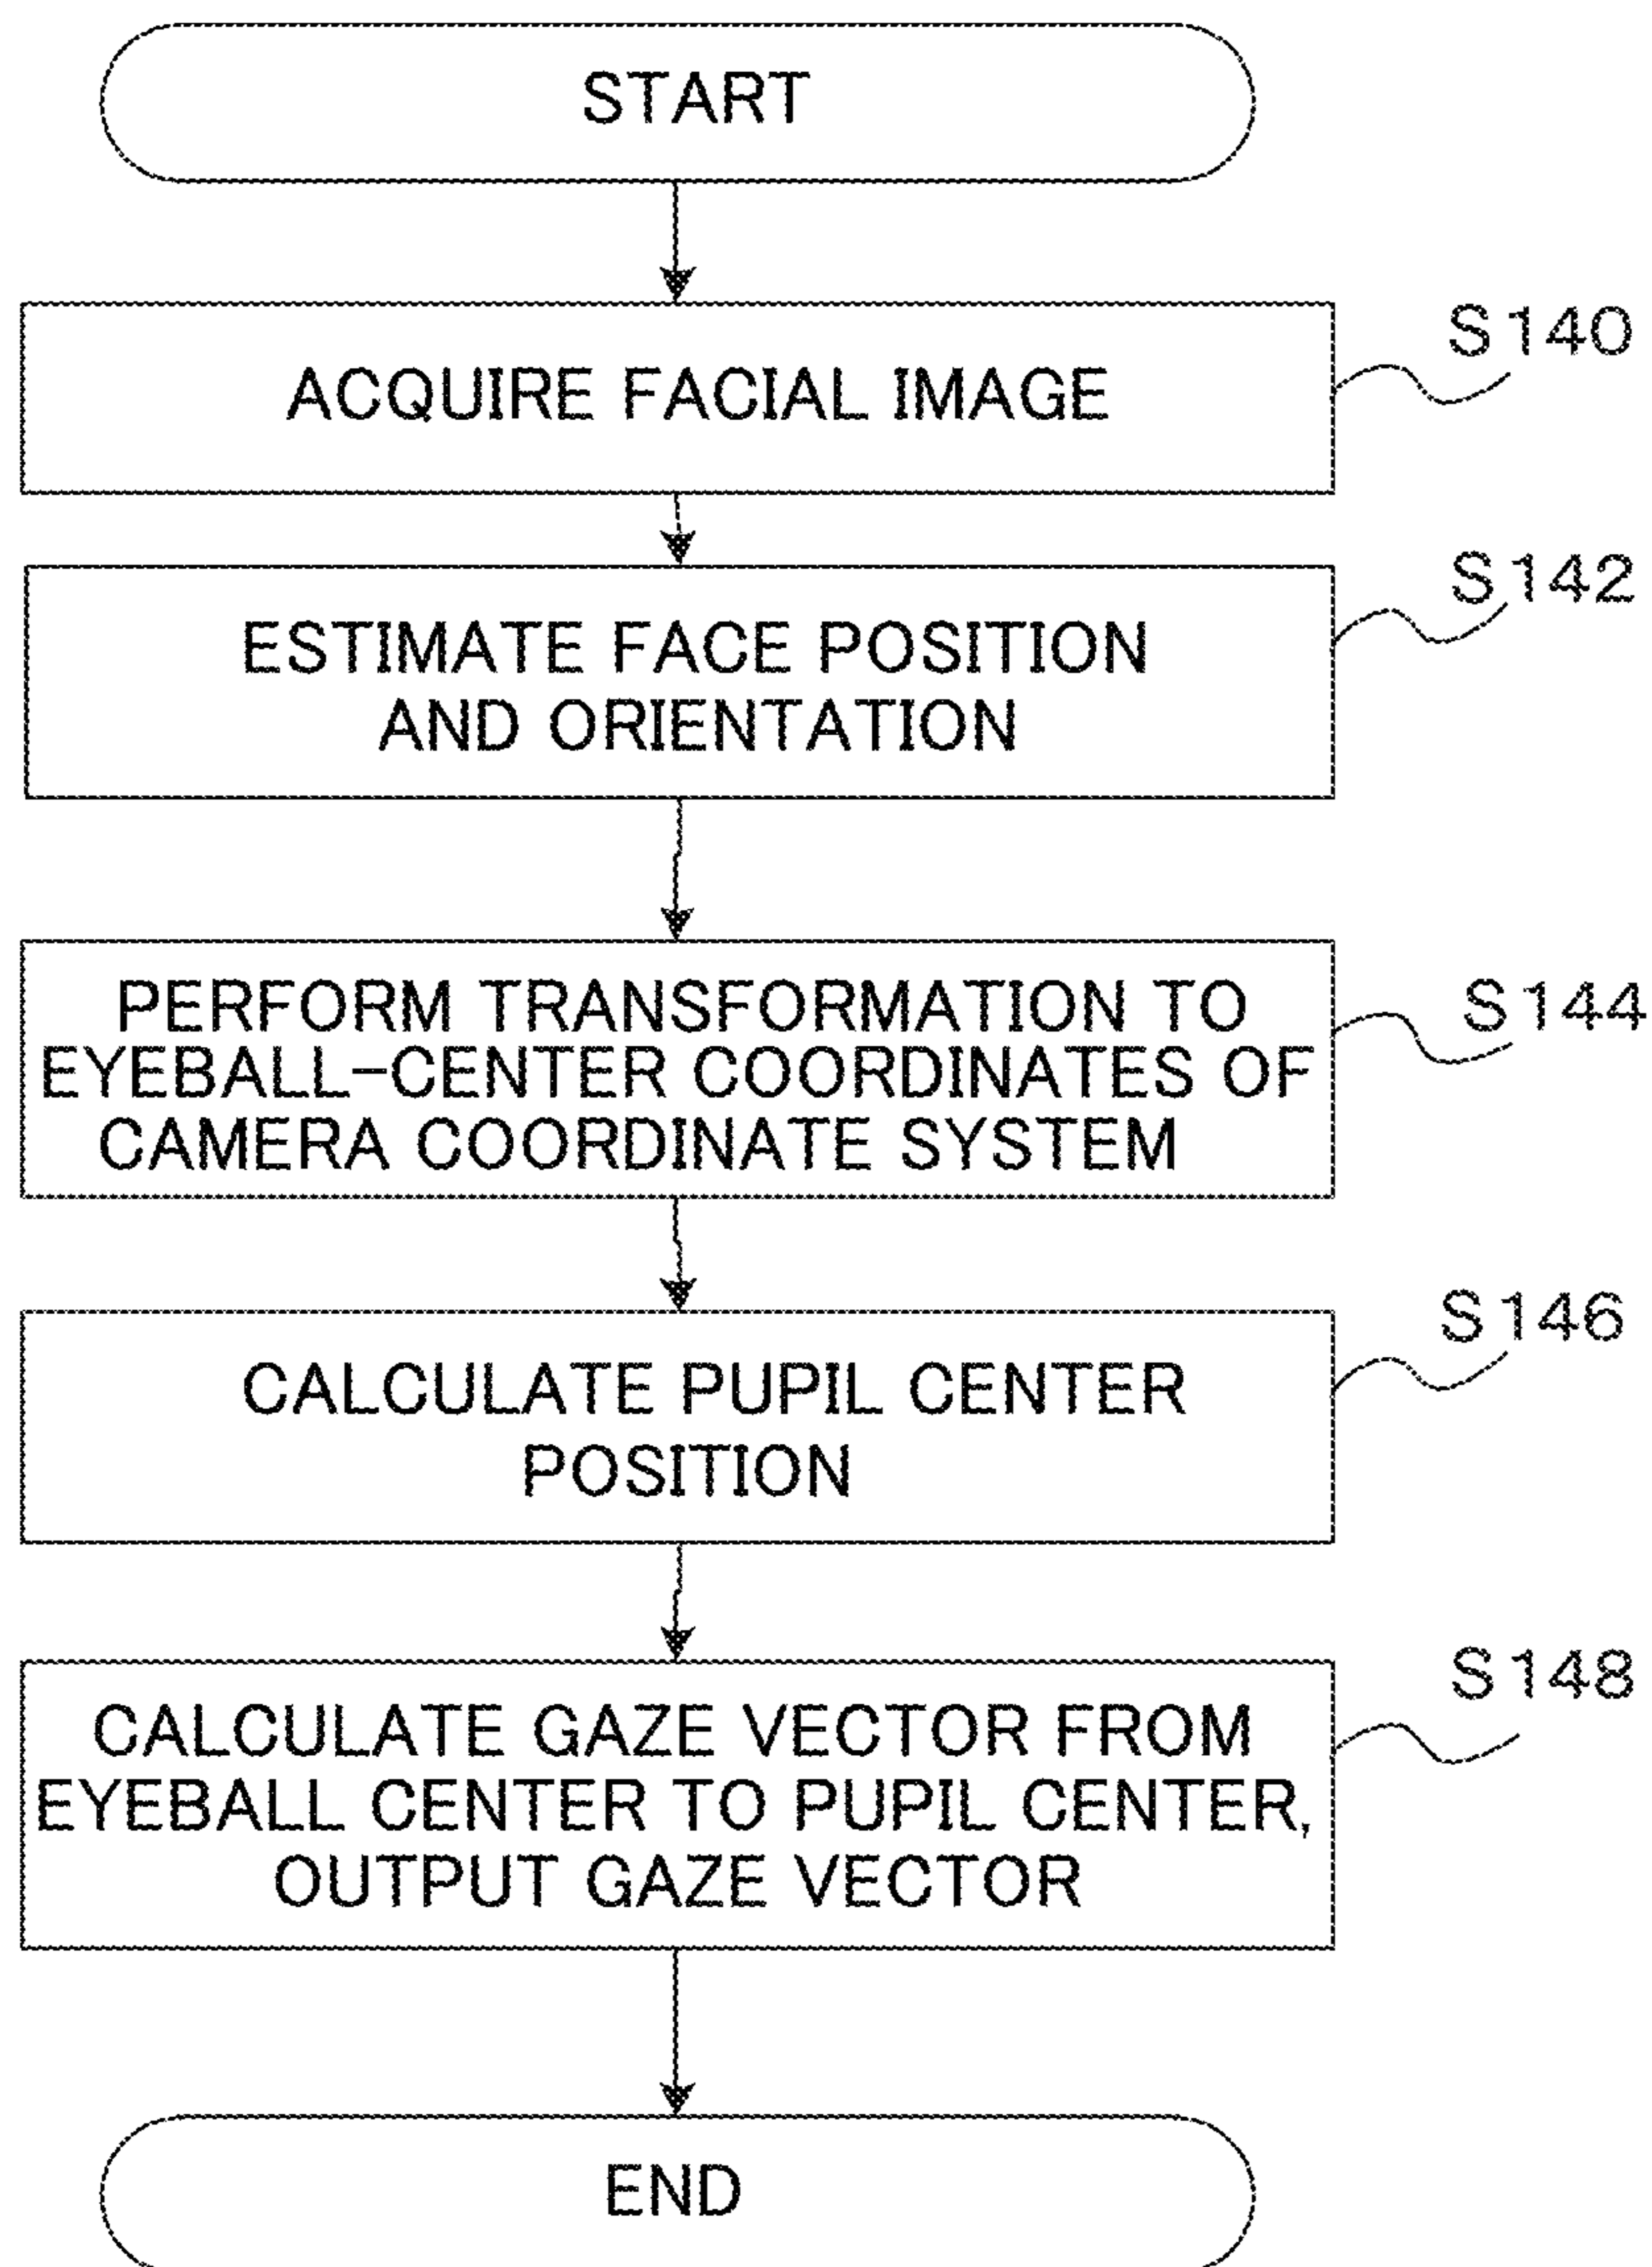 START
ACQUIRE FACIAL IMAGE
S140
ESTIMATE FACE POSITION
AND ORIENTATION
S142
PERFORM TRANSFORMATION TO
EYEBALL-CENTER COORDINATES OF
CAMERA COORDINATE SYSTEM
S144
CALCULATE PUPIL CENTER
POSITION
S146
CALCULATE GAZE VECTOR FROM
EYEBALL CENTER TO PUPIL CENTER,
OUTPUT GAZE VECTOR
S148
END